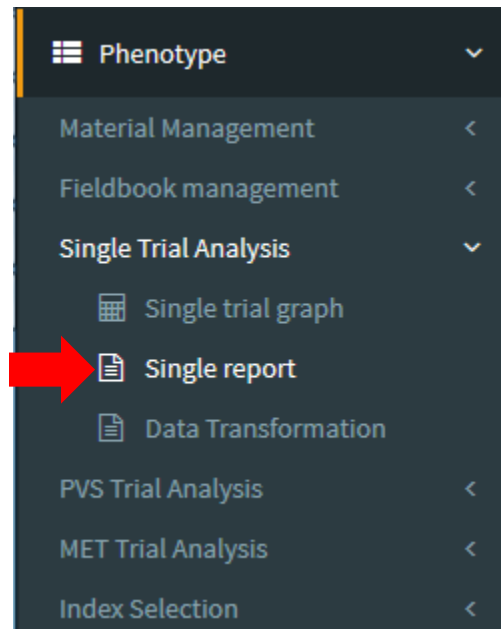 Phenotype
Material Management
Fieldbook management
Single Trial Analysis
Single trial graph
Single report
Data Transformation
PVS Trial Analysis
MET Trial Analysis
Index Selection